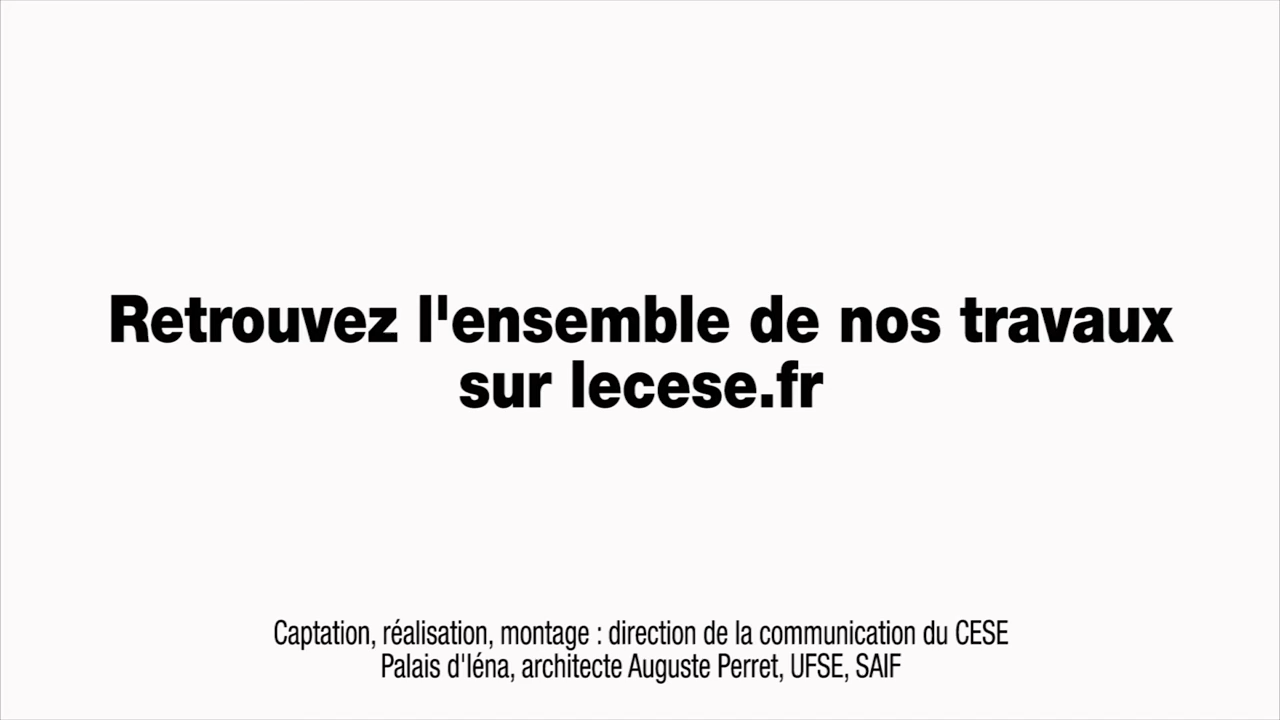 Retrouvez l'ensemble de nos travaux
sur lecese.fr
Captation, réalisation, montage : direction de la communication du CESE
Palais d'Iéna, architecte Auguste Perret, UFSE, SAIF